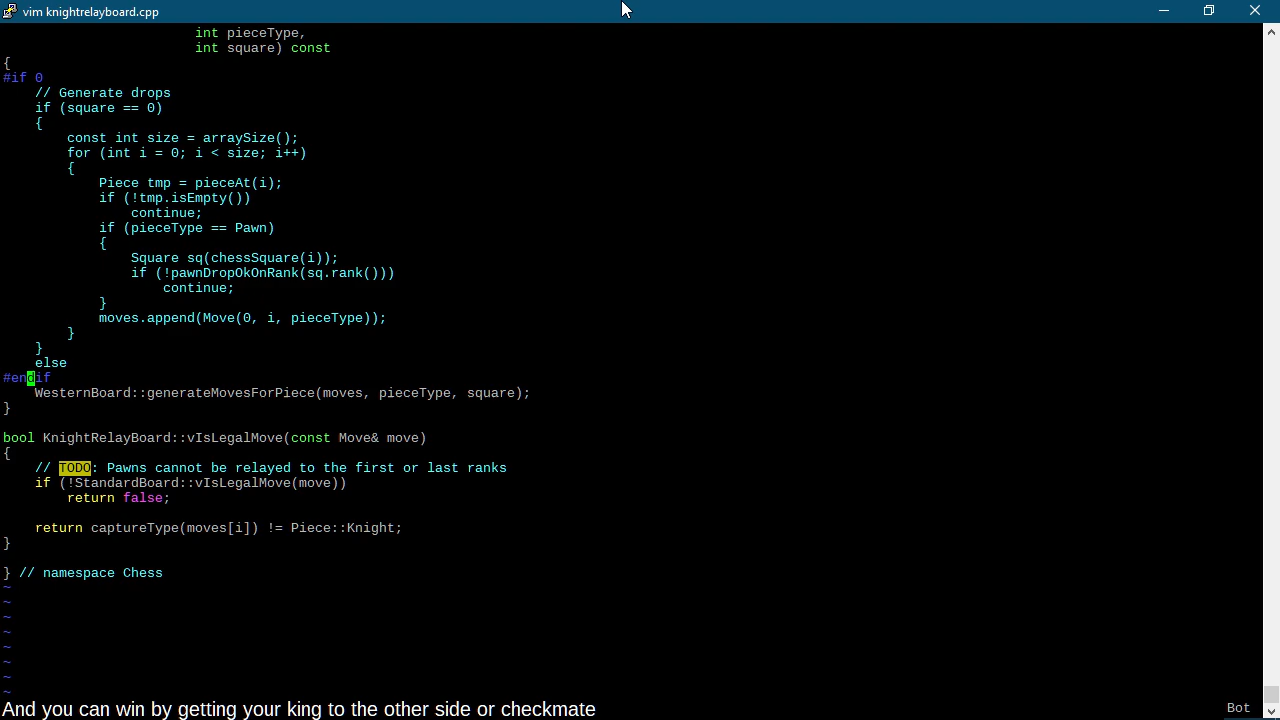 vim knightrelayboard.cpp
int pieceType,
int square) const
{
#if 0
// Generate drops
if (square == 0)
{
const int size = arraySize();
for (int i = 0; i < size; i++)
{
Piece tmp = pieceAt(i);
if (!tmp.isEmpty())
continue;
if (pieceType == Pawn)
{
Square sq(chessSquare(i));
if (!pawnDropOkOnRank(sq.rank()))
continue;
}
moves.append(Move(0, i, pieceType));
}
}
else
#endif
WesternBoard::generateMovesForPiece(moves, pieceType, square);
}
bool KnightRelayBoard::vIsLegalMove(const Move& move)
{
// TODO: Pawns cannot be relayed to the first or last ranks
if (!StandardBoard::vIsLegalMove(move))
return false;
return captureType(moves[i]) != Piece::Knight;
}
} // namespace Chess
~
~
~
~
~
~
~
~
And you can win by getting your king to the other side or checkmate
Bot